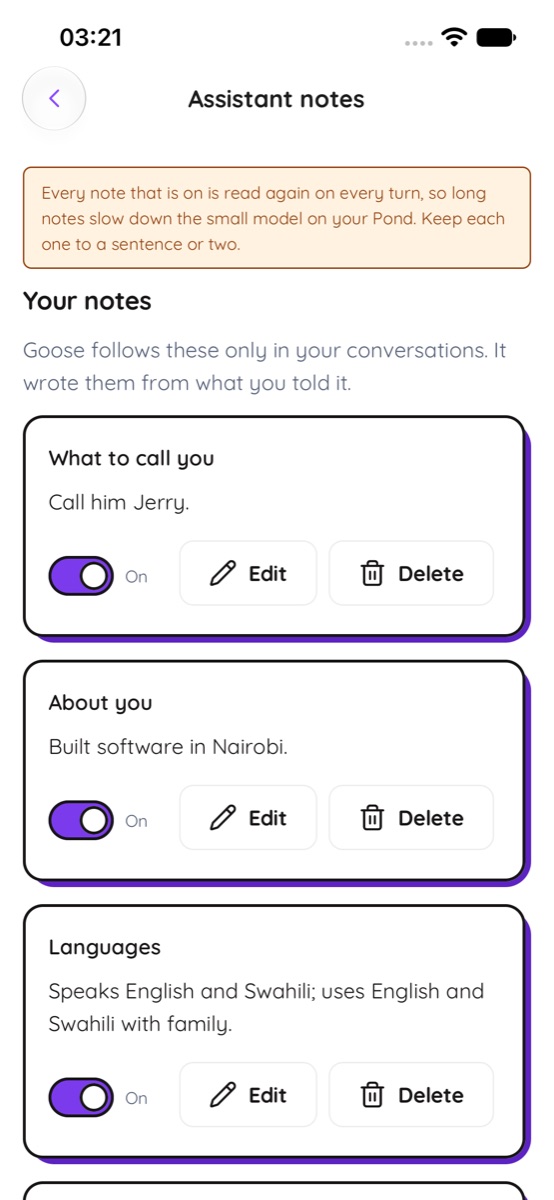 03:21
Assistant notes
Every note that is on is read again on every turn, so long
notes slow down the small model on your Pond. Keep each
one to a sentence or two.
Your notes
Goose follows these only in your conversations. It
wrote them from what you told it.
What to call you
Call him Jerry.
On
Edit
Delete
About you
Built software in Nairobi.
On
Edit
Delete
Languages
Speaks English and Swahili; uses English and
Swahili with family.
On
Edit
Delete